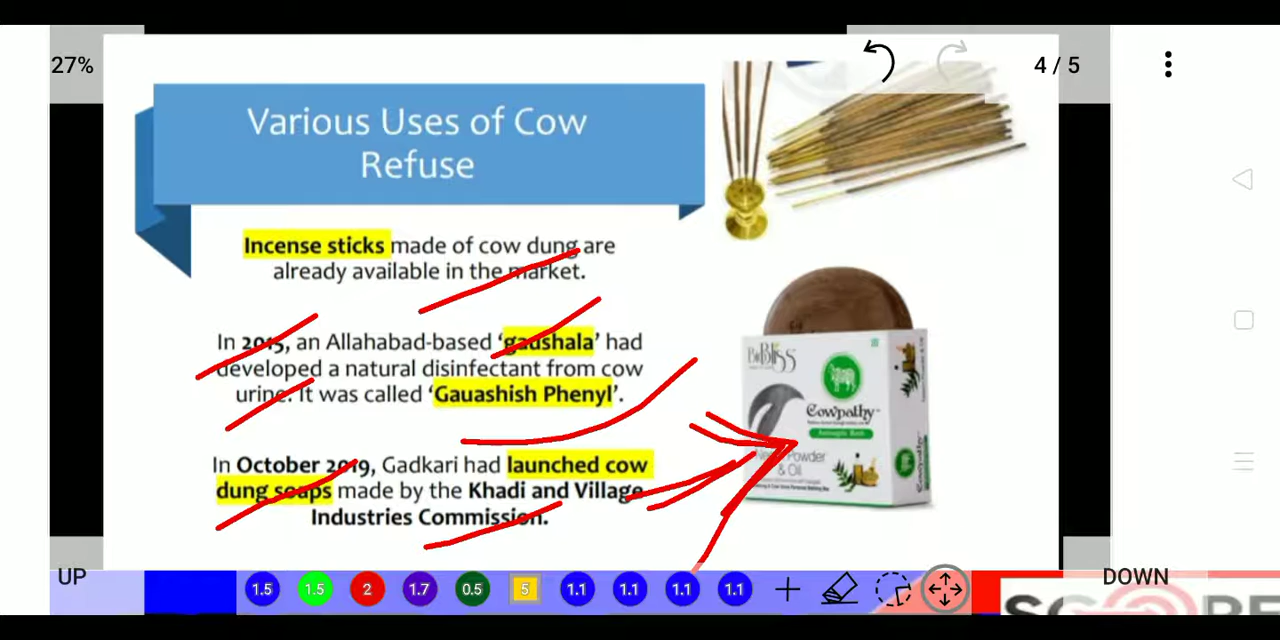 27%
4 / 5
Various Uses of Cow
Refuse
Incense sticks made of cow dung are
already available in the market.
In 2015, an Allahabad-based ‘gaushala’ had
developed a natural disinfectant from cow
urine. It was called ‘Gauashish Phenyl’.
In October 2019, Gadkari had launched cow
dung soaps made by the Khadi and Village
Industries Commission.
Cowpathy
Powder
& Oil
UP
DOWN
1.5 1.5 2 1.7 0.5 5 1.1 1.1 1.1 1.1